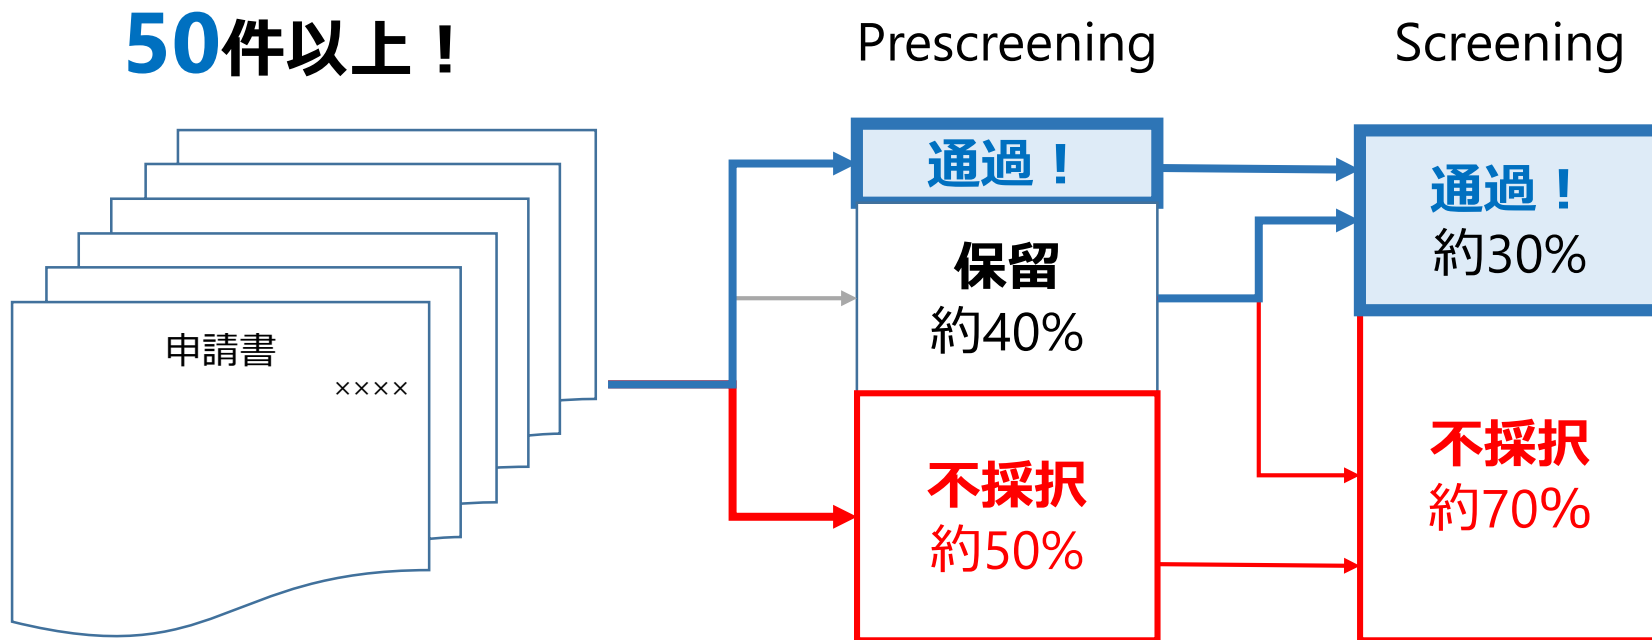 50件以上！
申請書
××××
Prescreening
通過！
保留
約40%
不採択
約50%
Screening
通過！
約30%
不採択
約70%